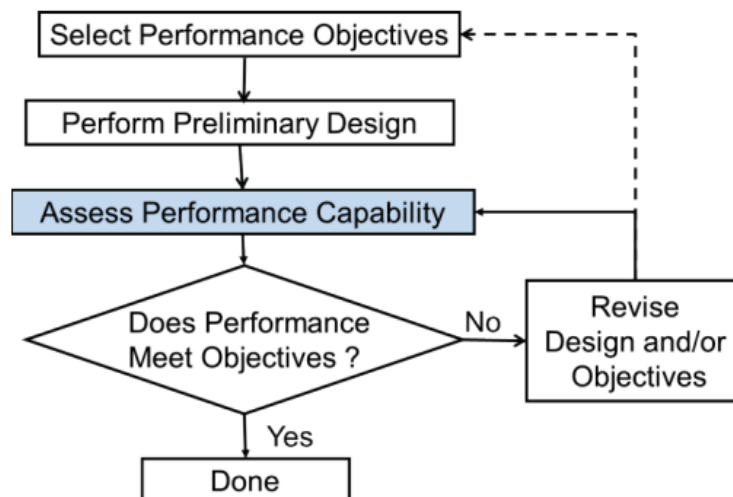 Select Performance Objectives
Perform Preliminary Design
Assess Performance Capability
Does Performance
Meet Objectives ?
No
Revise
Design and/or
Objectives
Yes
Done